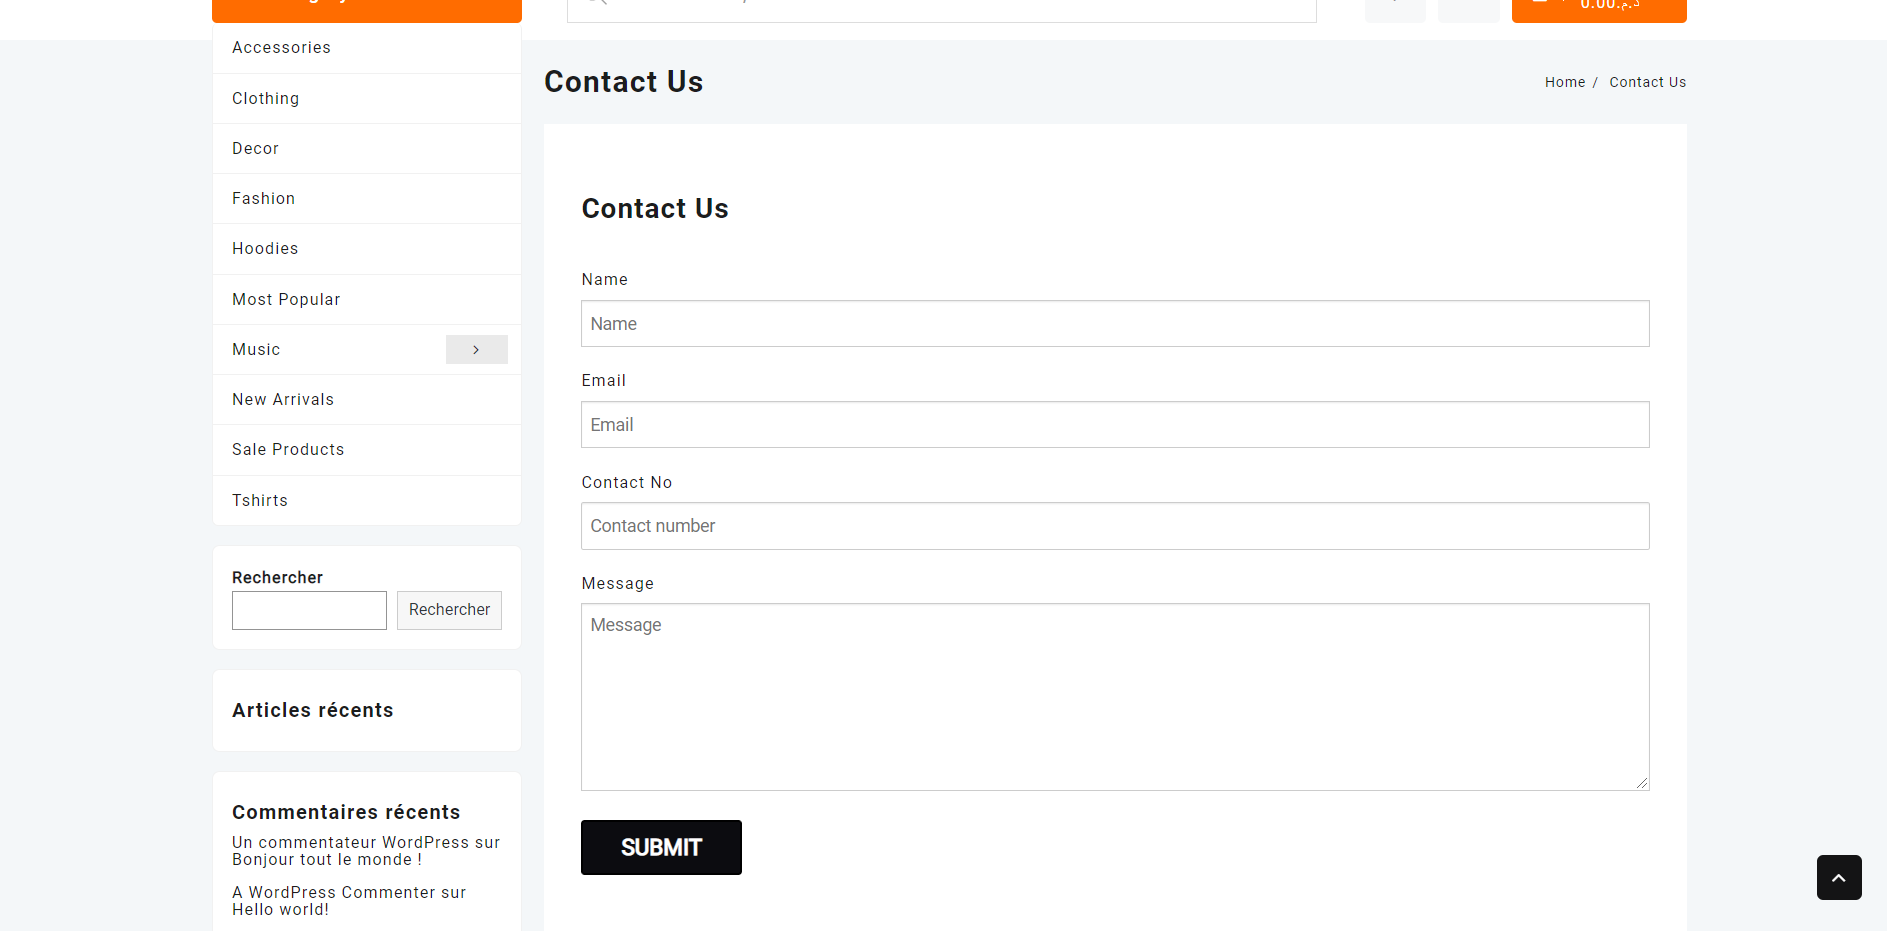 0.00.د.م
Accessories
Clothing
Decor
Fashion
Hoodies
Most Popular
Music
New Arrivals
Sale Products
Tshirts
Rechercher
Rechercher
Articles récents
Commentaires récents
Un commentateur WordPress sur
Bonjour tout le monde !
A WordPress Commenter sur
Hello world!
Contact Us
Home / Contact Us
Contact Us
Name
Name
Email
Email
Contact No
Contact number
Message
Message
SUBMIT